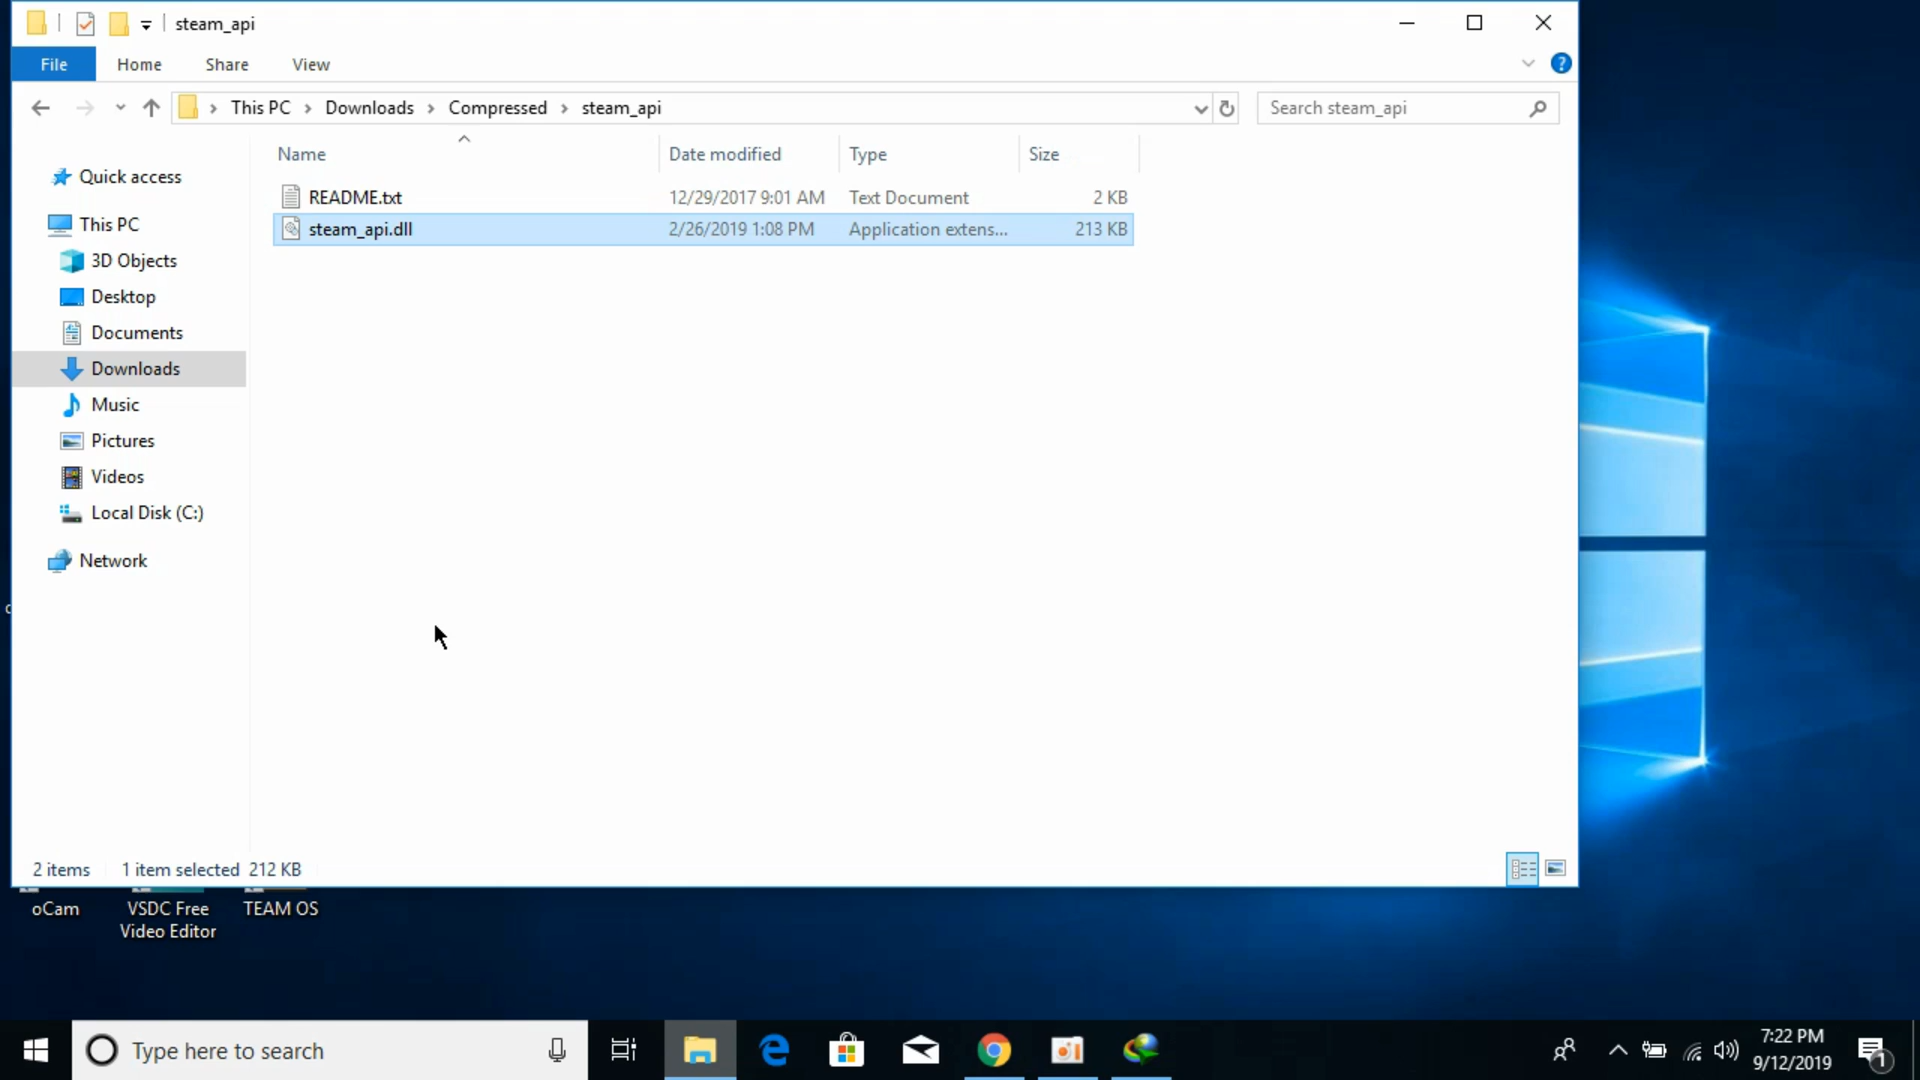 steam_api
File Home Share View
This PC Downloads Compressed steam_api
Search steam_api
Name Date modified Type Size
README.txt 12/29/2017 9:01 AM Text Document 2 KB
steam_api.dll 2/26/2019 1:08 PM Application extens... 213 KB
Quick access
This PC
3D Objects
Desktop
Documents
Downloads
Music
Pictures
Videos
Local Disk (C:)
Network
2 items 1 item selected 212 KB
oCam
VSDC Free
Video Editor
TEAM OS
Type here to search
7:22 PM
9/12/2019
1